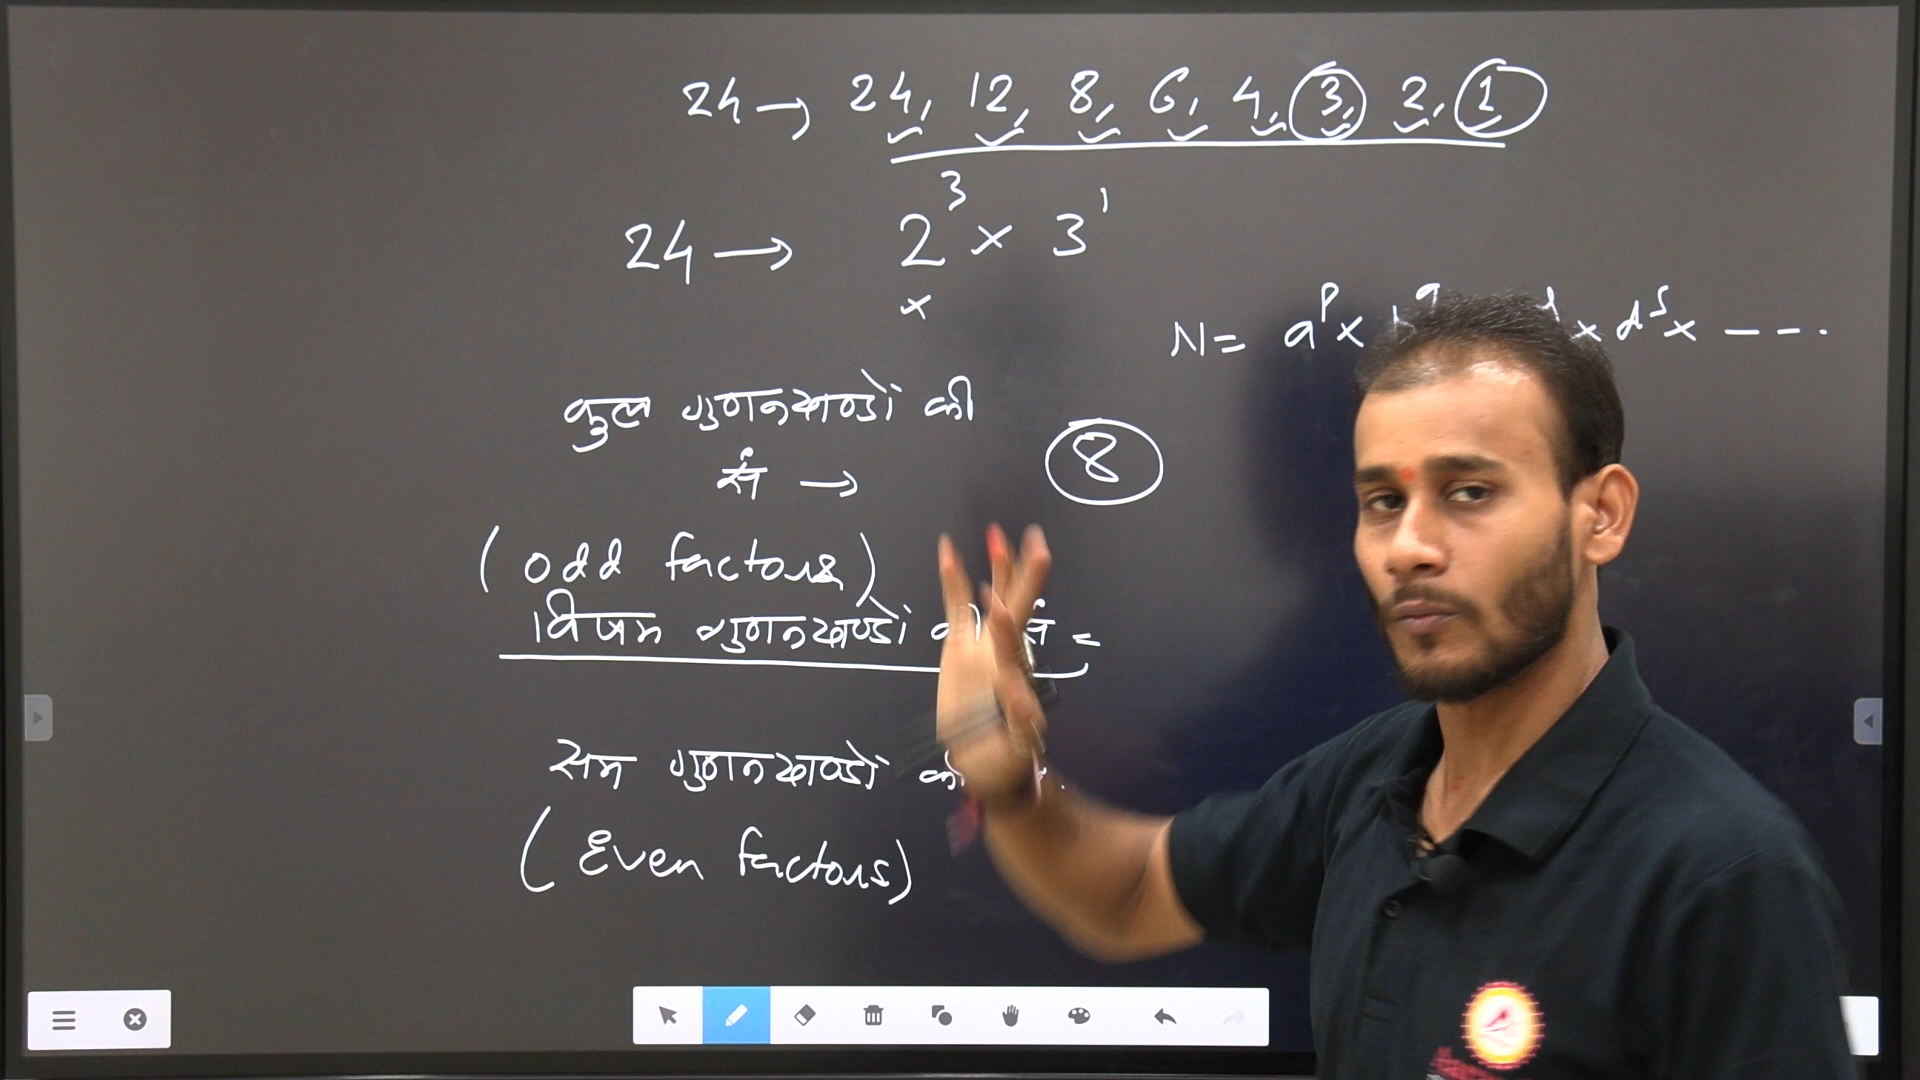 24 → 24, 12, 8, 6, 4, 3, 2, 1
24 → 2³ × 3¹
×
N = a^p × d^s × ---.
कुल गुणनखण्डों की
सं →
8
(odd factors)
विषम गुणनखण्डों सं =
सम गुणनखण्डों की
(Even factors)